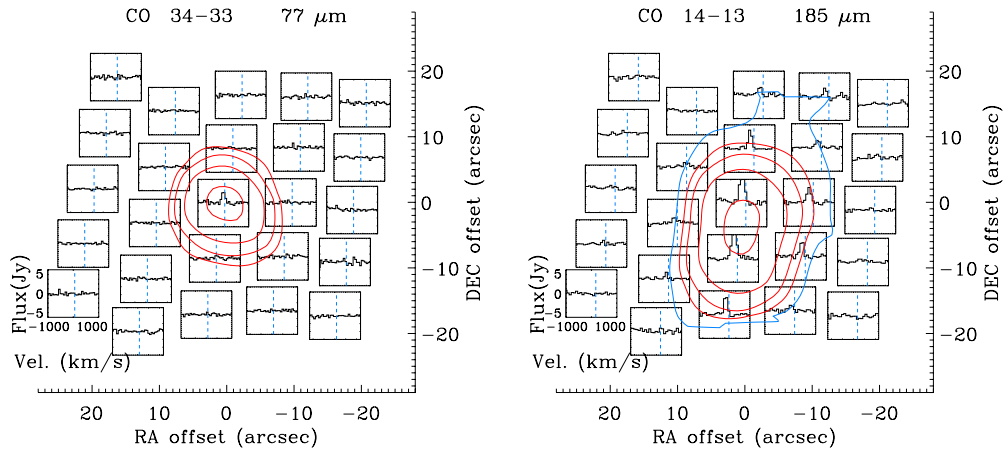 CO 34-33 77 μm
20
10
0
-10
-20
DEC offset (arcsec)
Flux(Jy)
5
0
-5
-1000 1000
Vel. (km/s)
20 10 0 -10 -20
RA offset (arcsec)
CO 14-13 185 μm
20
10
0
-10
-20
DEC offset (arcsec)
Flux(Jy)
5
0
-5
-1000 1000
Vel. (km/s)
20 10 0 -10 -20
RA offset (arcsec)